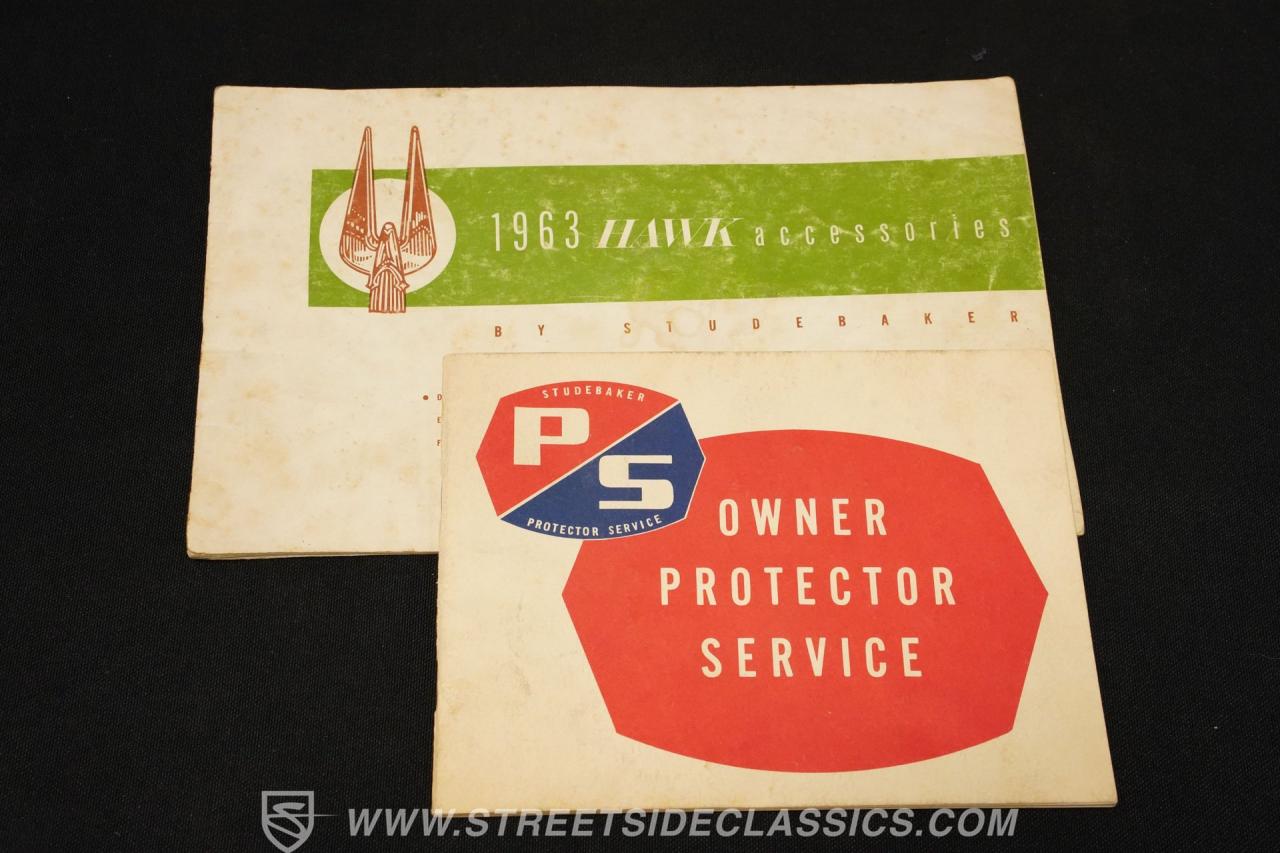 1963 HAWK accessories
BY STUDEBAKER
STUDEBAKER
PS
PROTECTOR SERVICE
OWNER
PROTECTOR
SERVICE
WWW.STREETSIDECLASSICS.COM